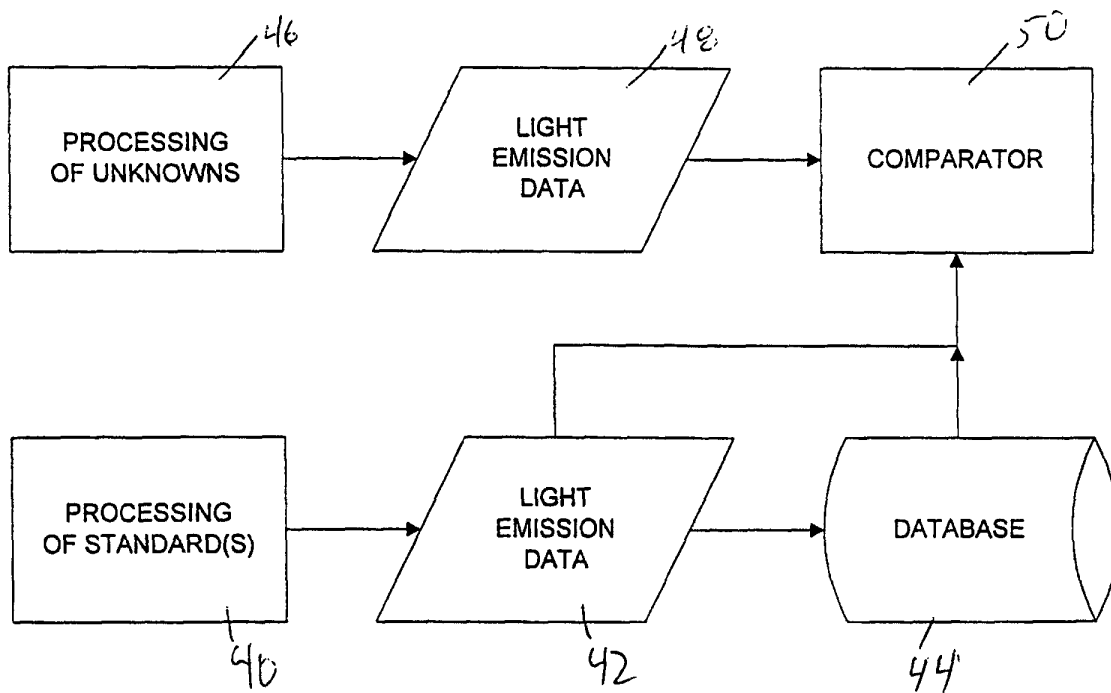 46
48
50
PROCESSING
OF UNKNOWNS
LIGHT
EMISSION
DATA
COMPARATOR
PROCESSING
OF STANDARD(S)
LIGHT
EMISSION
DATA
DATABASE
40
42
44